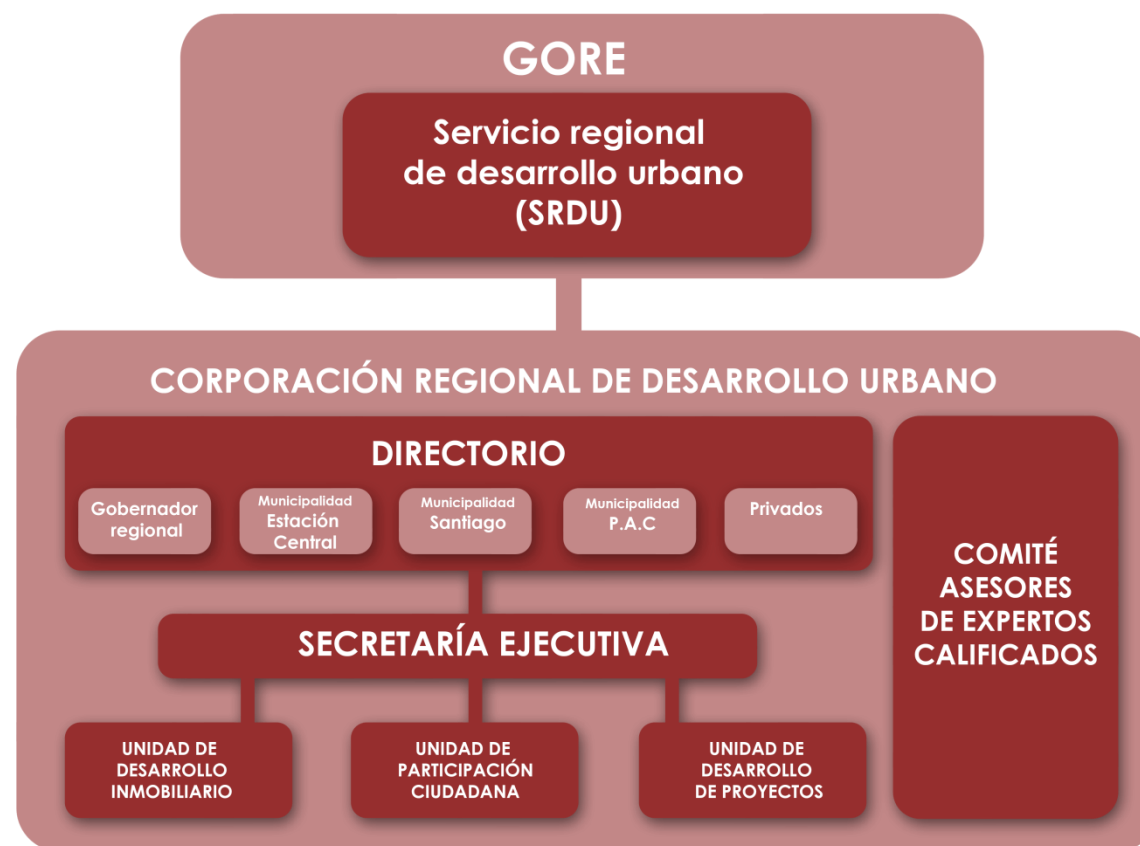 GORE
Servicio regional
de desarrollo urbano
(SRDU)
CORPORACIÓN REGIONAL DE DESARROLLO URBANO
DIRECTORIO
Gobernador
regional
Municipalidad
Estación
Central
Municipalidad
Santiago
Municipalidad
P.A.C
Privados
SECRETARÍA EJECUTIVA
UNIDAD DE
DESARROLLO
INMOBILIARIO
UNIDAD DE
PARTICIPACIÓN
CIUDADANA
UNIDAD DE
DESARROLLO
DE PROYECTOS
COMITÉ
ASESORES
DE EXPERTOS
CALIFICADOS